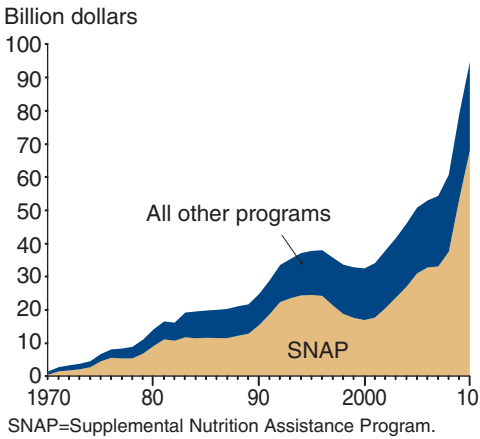 Billion dollars
100
90
80
70
60
50
40
30
20
10
0
All other programs
SNAP
1970 80 90 2000 10
SNAP=Supplemental Nutrition Assistance Program.